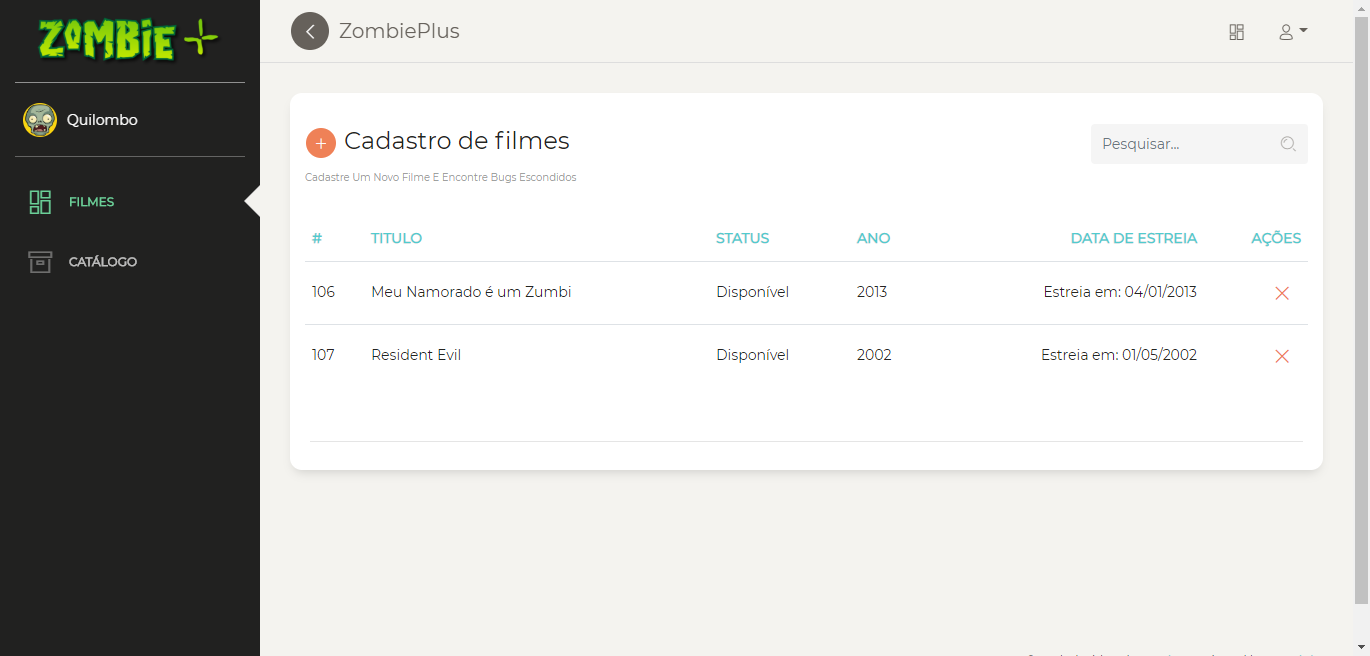 ZOMBIE +
ZombiePlus
Quilombo
FILMES
CATÁLOGO
Cadastro de filmes
Pesquisar...
Cadastre Um Novo Filme E Encontre Bugs Escondidos
# TITULO STATUS ANO DATA DE ESTREIA AÇÕES
106 Meu Namorado é um Zumbi Disponível 2013 Estreia em: 04/01/2013
107 Resident Evil Disponível 2002 Estreia em: 01/05/2002